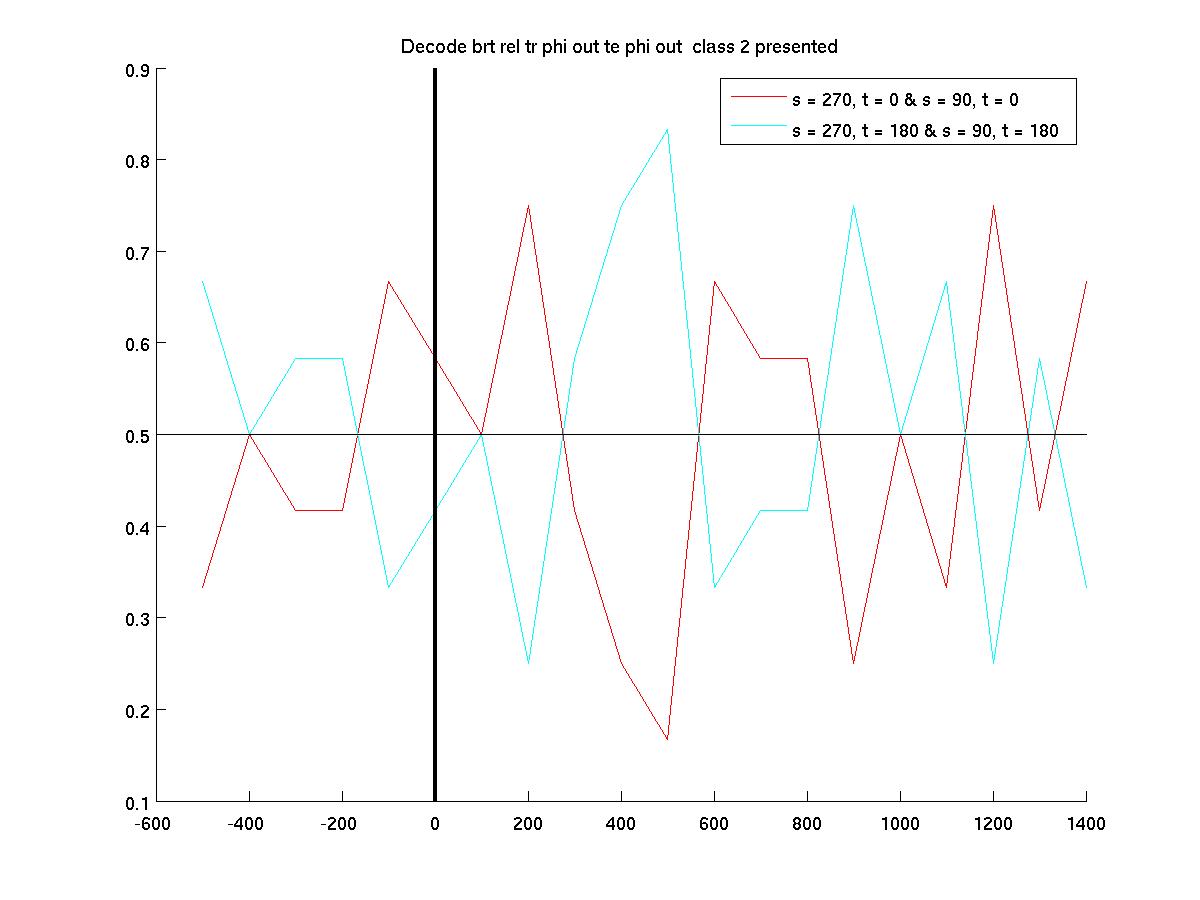 Decode brt rel tr phi out te phi out  class 2 presented
s = 270, t = 0 & s = 90, t = 0
s = 270, t = 180 & s = 90, t = 180
0.9
0.8
0.7
0.6
0.5
0.4
0.3
0.2
0.1
-600 -400 -200 0 200 400 600 800 1000 1200 1400